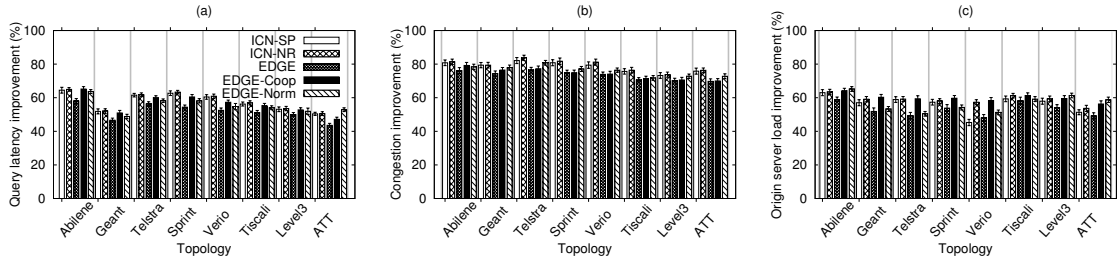 (a)
Query latency improvement (%)
100
80
60
40
20
0
ICN-SP
ICN-NR
EDGE
EDGE-Coop
EDGE-Norm
Abilene
Geant
Telstra
Sprint
Verio
Tiscali
Level3
ATT
Topology
(b)
Congestion improvement (%)
100
80
60
40
20
0
Abilene
Geant
Telstra
Sprint
Verio
Tiscali
Level3
ATT
Topology
(c)
Origin server load improvement (%)
100
80
60
40
20
0
Abilene
Geant
Telstra
Sprint
Verio
Tiscali
Level3
ATT
Topology